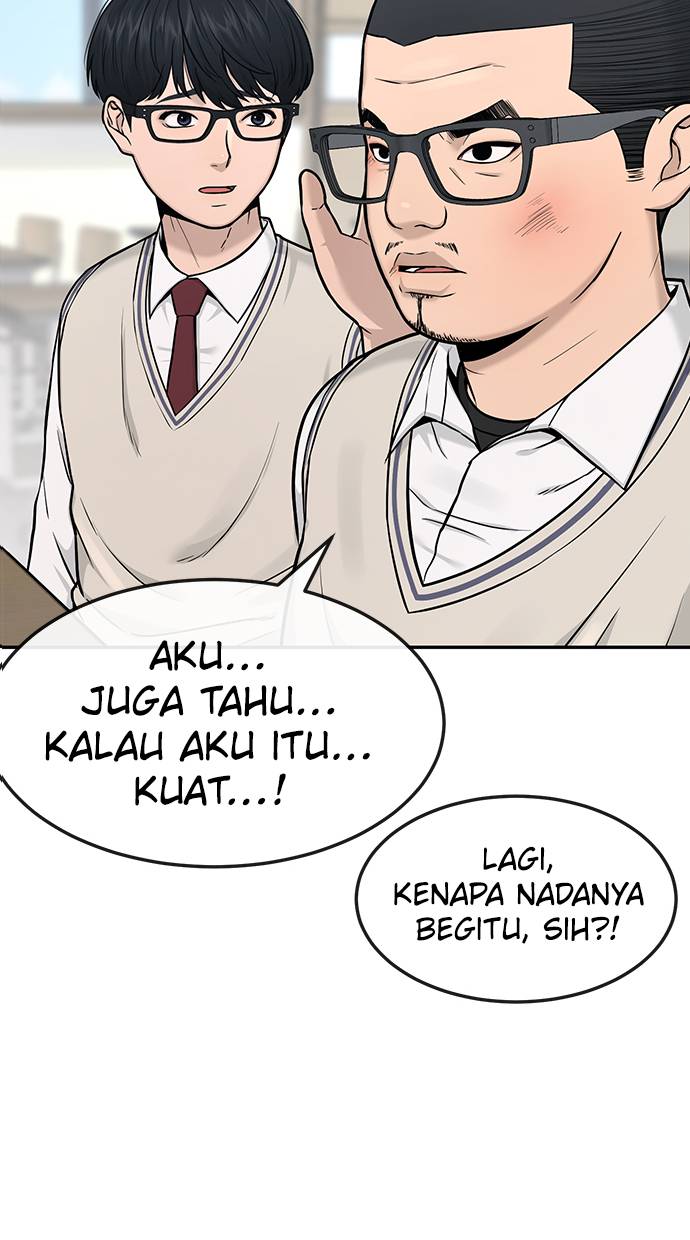 AKU...
JUGA TAHU...
KALAU AKU ITU...
KUAT...!
LAGI,
KENAPA NADANYA
BEGITU, SIH?!